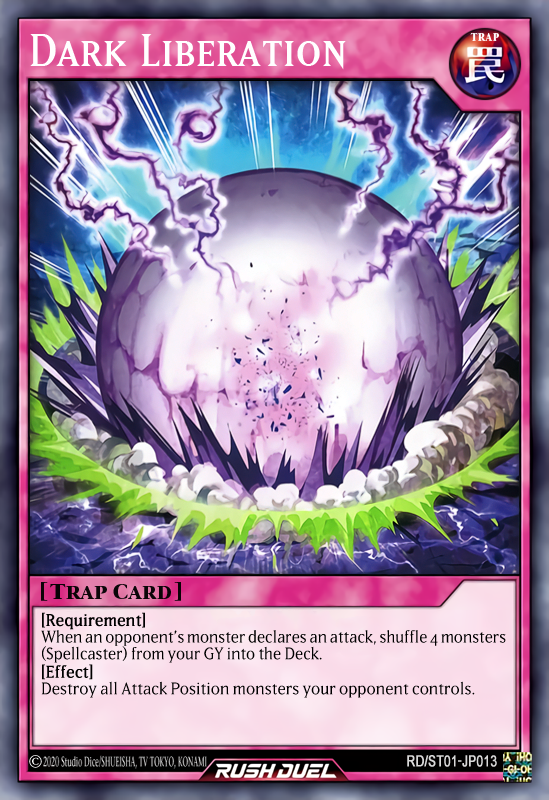 DARK LIBERATION
TRAP
罠
[TRAP CARD]
[Requirement]
When an opponent's monster declares an attack, shuffle 4 monsters
(Spellcaster) from your GY into the Deck.
[Effect]
Destroy all Attack Position monsters your opponent controls.
©2020 Studio Dice/SHUEISHA, TV TOKYO, KONAMI
RUSH DUEL
RD/ST01-JP013